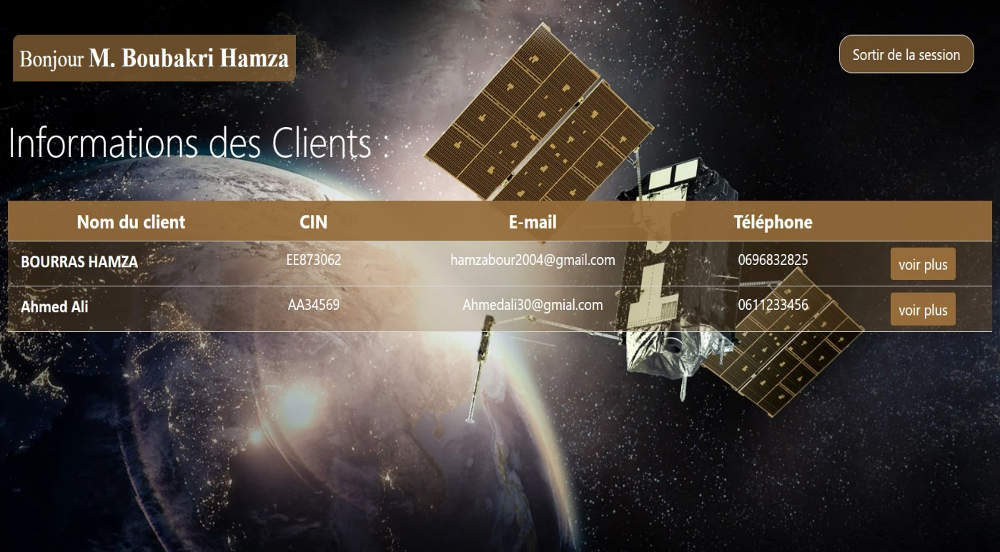 Bonjour M. Boubakri Hamza
Sortir de la session
Informations des Clients :
Nom du client CIN E-mail Téléphone
BOURRAS HAMZA EE873062 hamzabour2004@gmail.com 0696832825 voir plus
Ahmed Ali AA34569 Ahmedali30@gmial.com 0611233456 voir plus